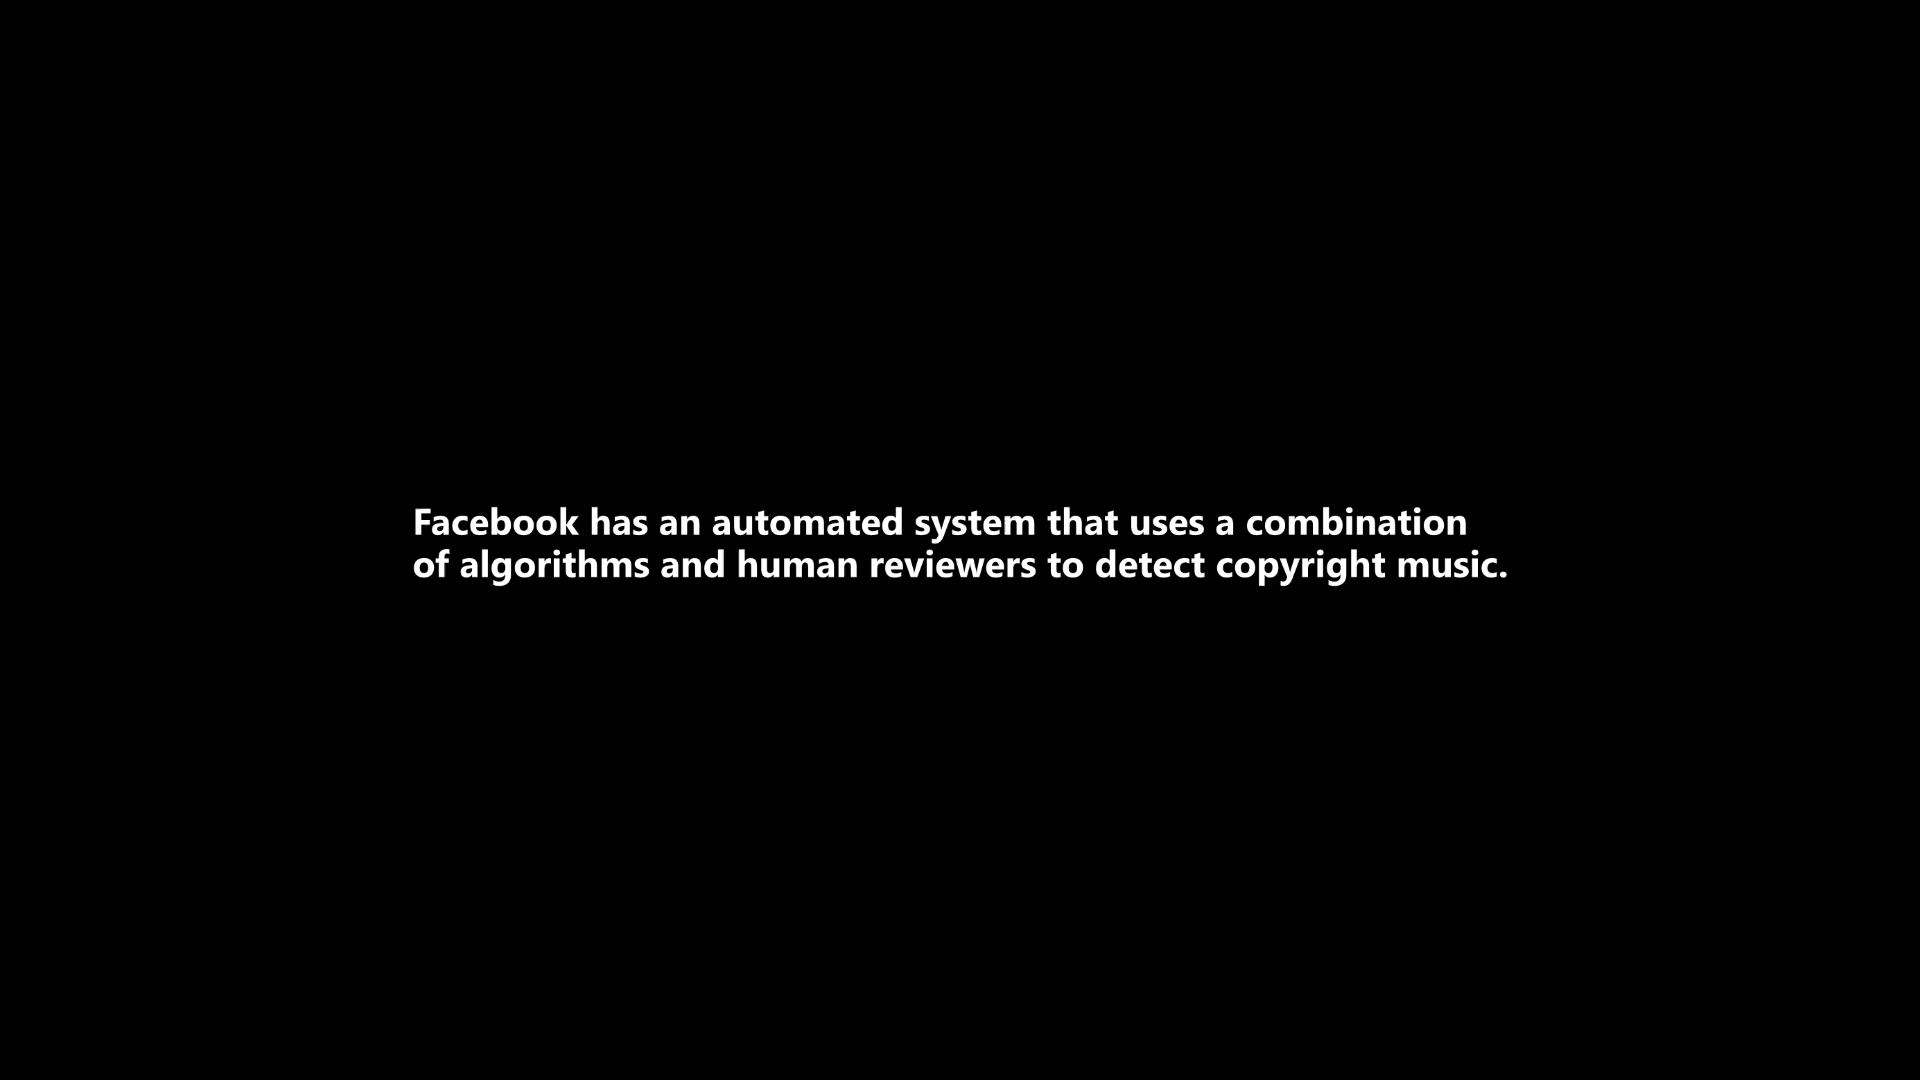 Facebook has an automated system that uses a combination
of algorithms and human reviewers to detect copyright music.